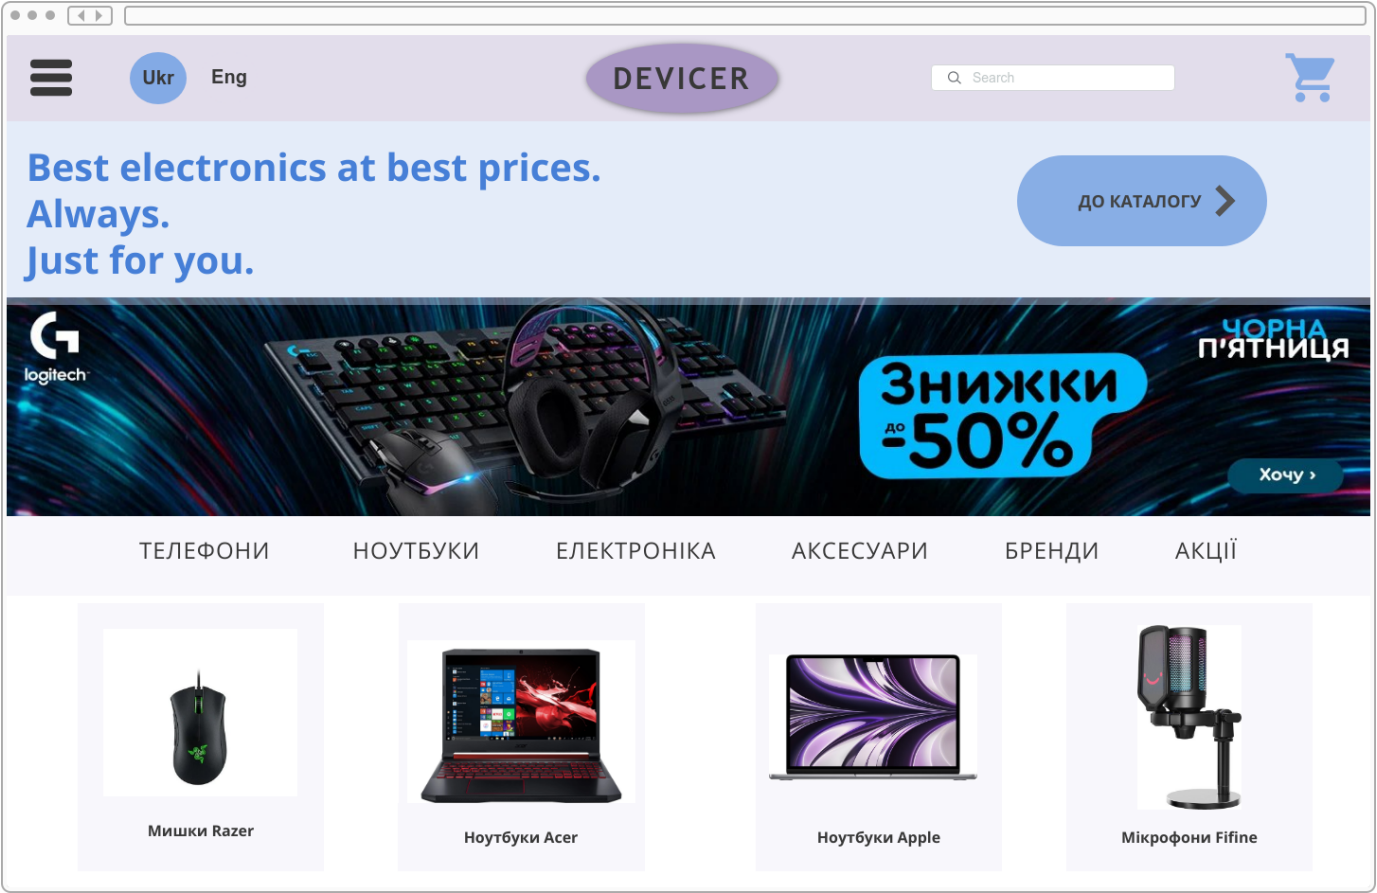 Ukr
Eng
DEVICER
Search
Best electronics at best prices.
Always.
Just for you.
ДО КАТАЛОГУ
logitech
ЧОРНА
П'ЯТНИЦЯ
Знижки
до
-50%
Хочу ›
ТЕЛЕФОНИ НОУТБУКИ ЕЛЕКТРОНІКА АКСЕСУАРИ БРЕНДИ АКЦІЇ
Мишки Razer
Ноутбуки Acer
Ноутбуки Apple
Мікрофони Fifine